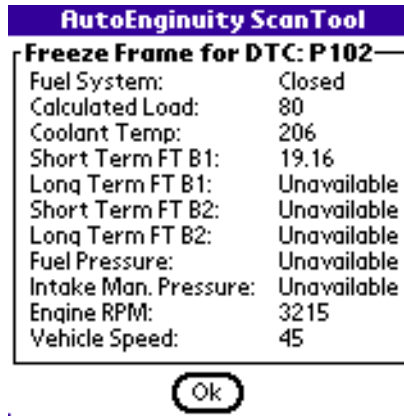 AutoEnginuity ScanTool
Freeze Frame for DTC: P102
Fuel System: Closed
Calculated Load: 80
Coolant Temp: 206
Short Term FT B1: 19.16
Long Term FT B1: Unavailable
Short Term FT B2: Unavailable
Long Term FT B2: Unavailable
Fuel Pressure: Unavailable
Intake Man. Pressure: Unavailable
Engine RPM: 3215
Vehicle Speed: 45
Ok